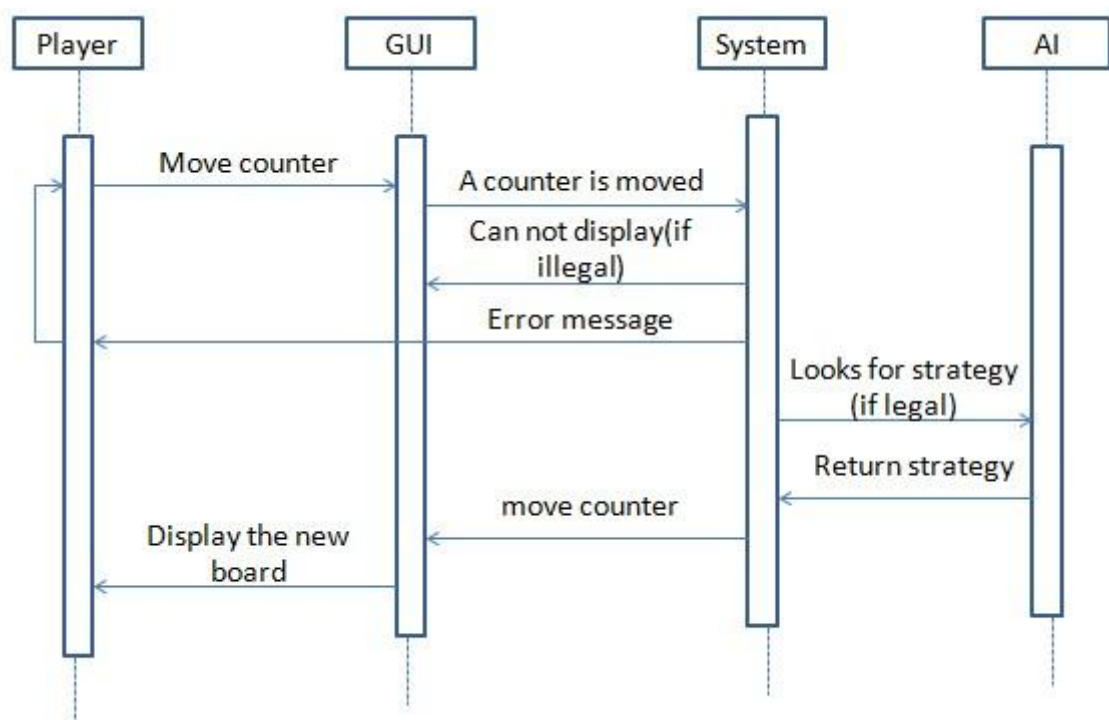 Player
GUI
System
AI
Move counter
A counter is moved
Can not display(if
illegal)
Error message
Looks for strategy
(if legal)
Return strategy
move counter
Display the new
board